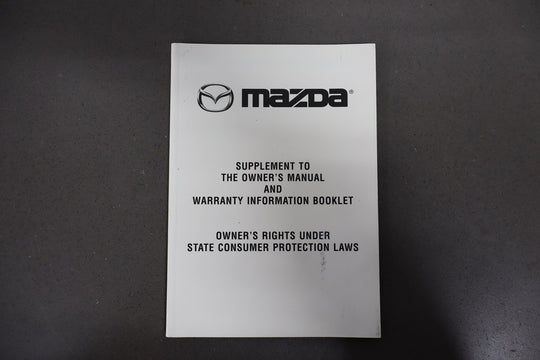 mazda®
SUPPLEMENT TO
THE OWNER'S MANUAL
AND
WARRANTY INFORMATION BOOKLET
OWNER'S RIGHTS UNDER
STATE CONSUMER PROTECTION LAWS